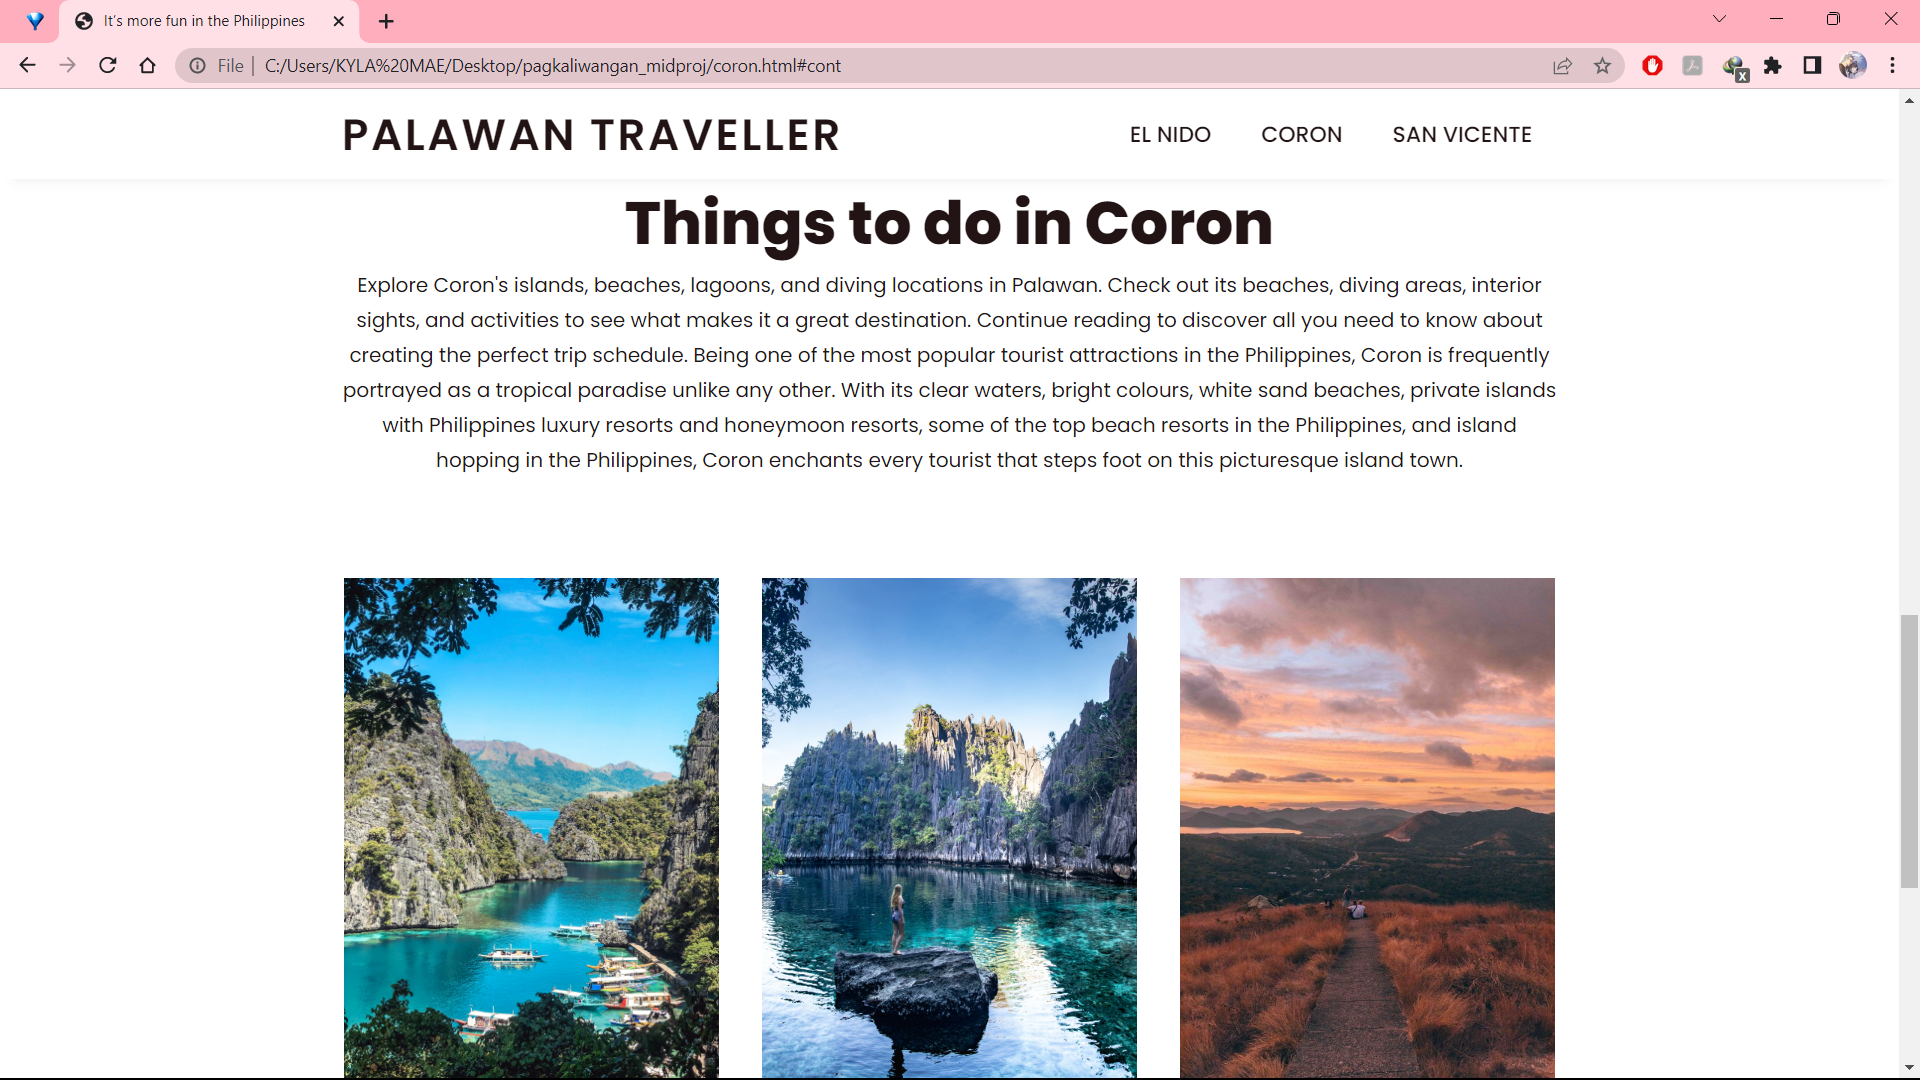 It's more fun in the Philippines
File
C:/Users/KYLA%20MAE/Desktop/pagkaliwangan_midproj/coron.html#cont
x
PALAWAN TRAVELLER
EL NIDO
CORON
SAN VICENTE
Things to do in Coron
Explore Coron's islands, beaches, lagoons, and diving locations in Palawan. Check out its beaches, diving areas, interior
sights, and activities to see what makes it a great destination. Continue reading to discover all you need to know about
creating the perfect trip schedule. Being one of the most popular tourist attractions in the Philippines, Coron is frequently
portrayed as a tropical paradise unlike any other. With its clear waters, bright colours, white sand beaches, private islands
with Philippines luxury resorts and honeymoon resorts, some of the top beach resorts in the Philippines, and island
hopping in the Philippines, Coron enchants every tourist that steps foot on this picturesque island town.